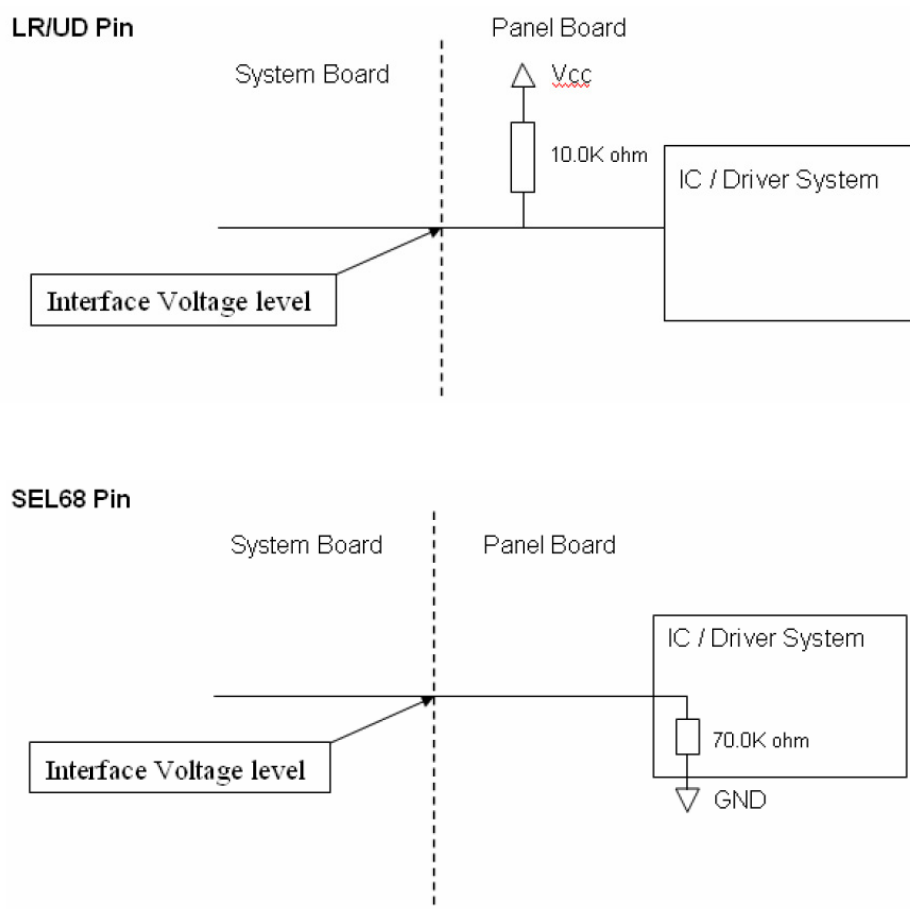 LR/UD Pin
System Board
Panel Board
Vcc
10.0K ohm
IC / Driver System
Interface Voltage level
SEL68 Pin
System Board
Panel Board
IC / Driver System
70.0K ohm
Interface Voltage level
GND